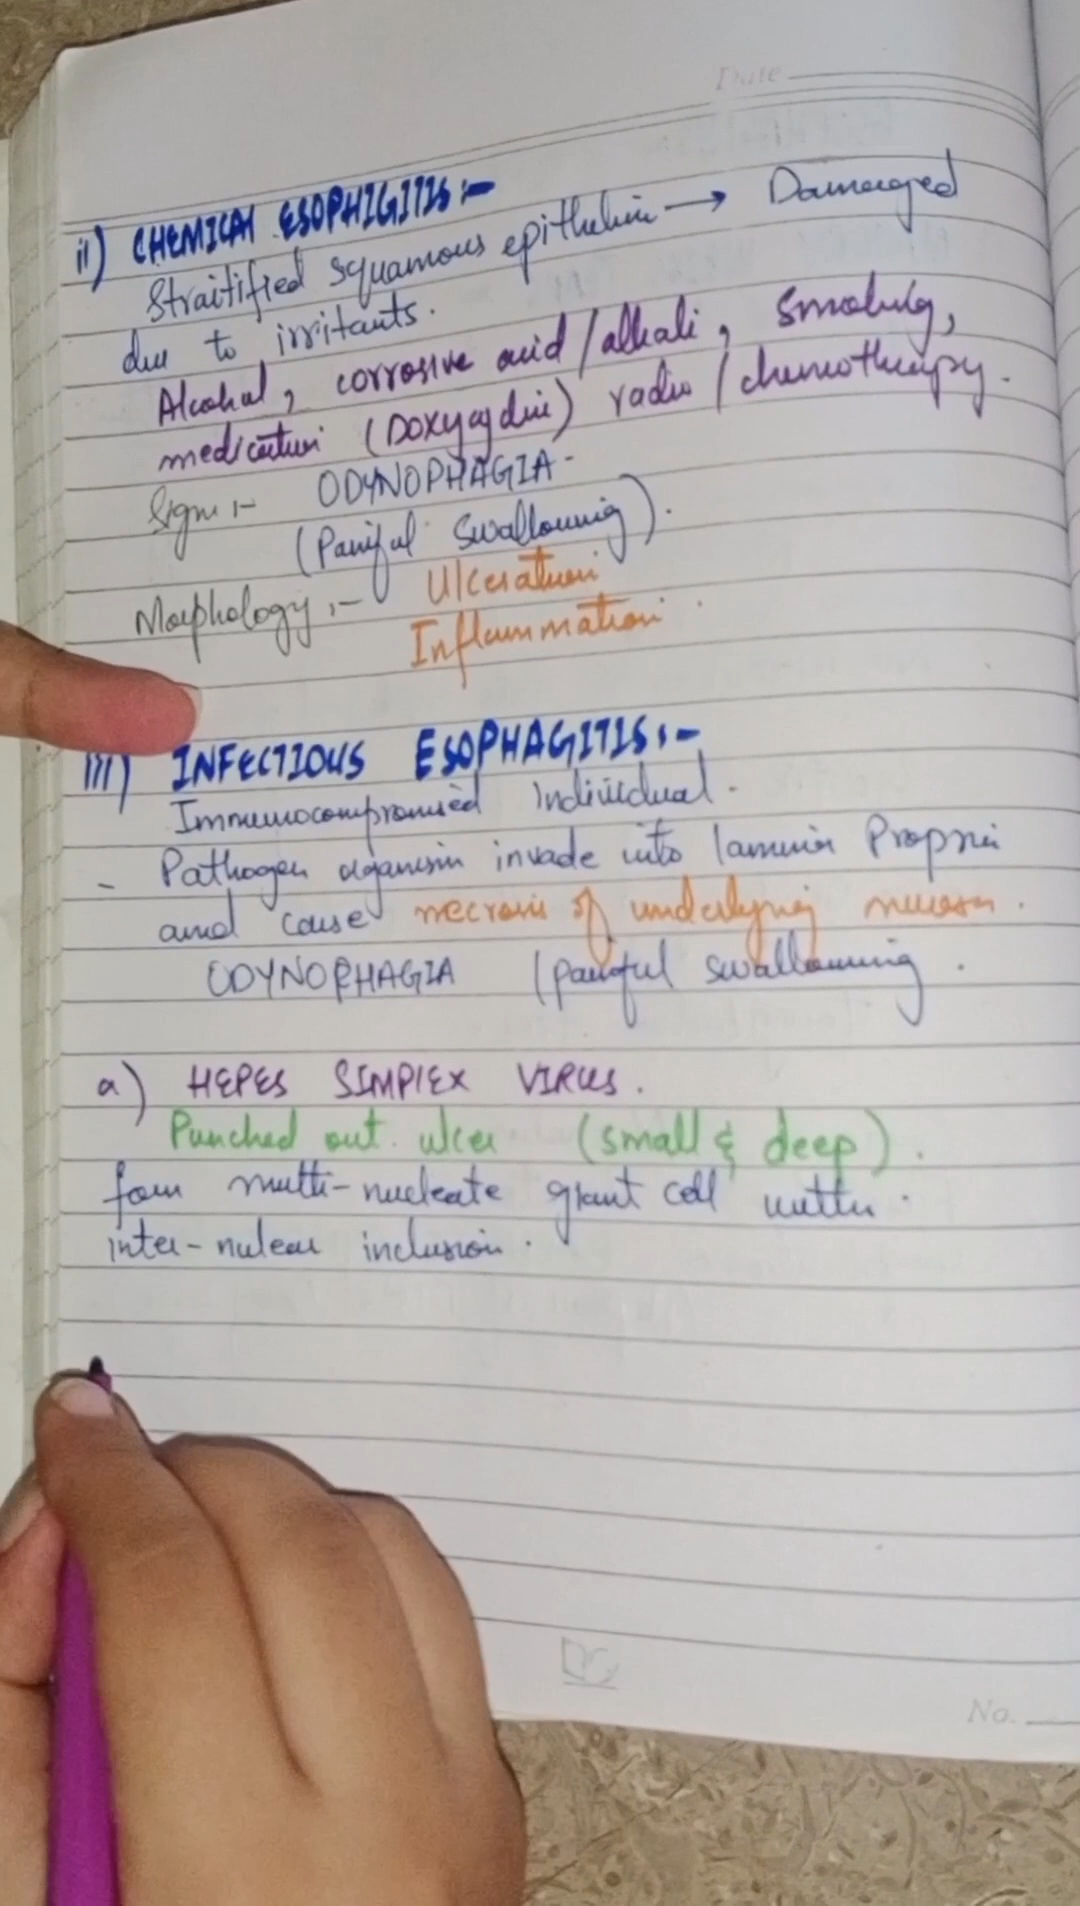 Date
ii) CHEMICAL ESOPHIGITIS :-
Straitified squamous epithelium → Damaged
due to irritants.
Alcohal, corrosive acid / alkali, Smoking,
medication (Doxycycline) radio / chemotherapy.
Sign :- ODYNOPHAGIA -
(Painful Swallowing).
Morphology :- Ulceration
Inflammation
iii) INFECTIOUS ESOPHAGITIS :-
Immunocompromised Individual.
- Pathogen organism invade into lamina Propria
and cause necrosis of underlying mucosa.
ODYNOPHAGIA (painful swallowing.
a) HEPES SIMPLEX VIRUS.
Punched out ulcer (small & deep).
form multi-nucleate giant cell with
inter-nulear inclusion.
No.